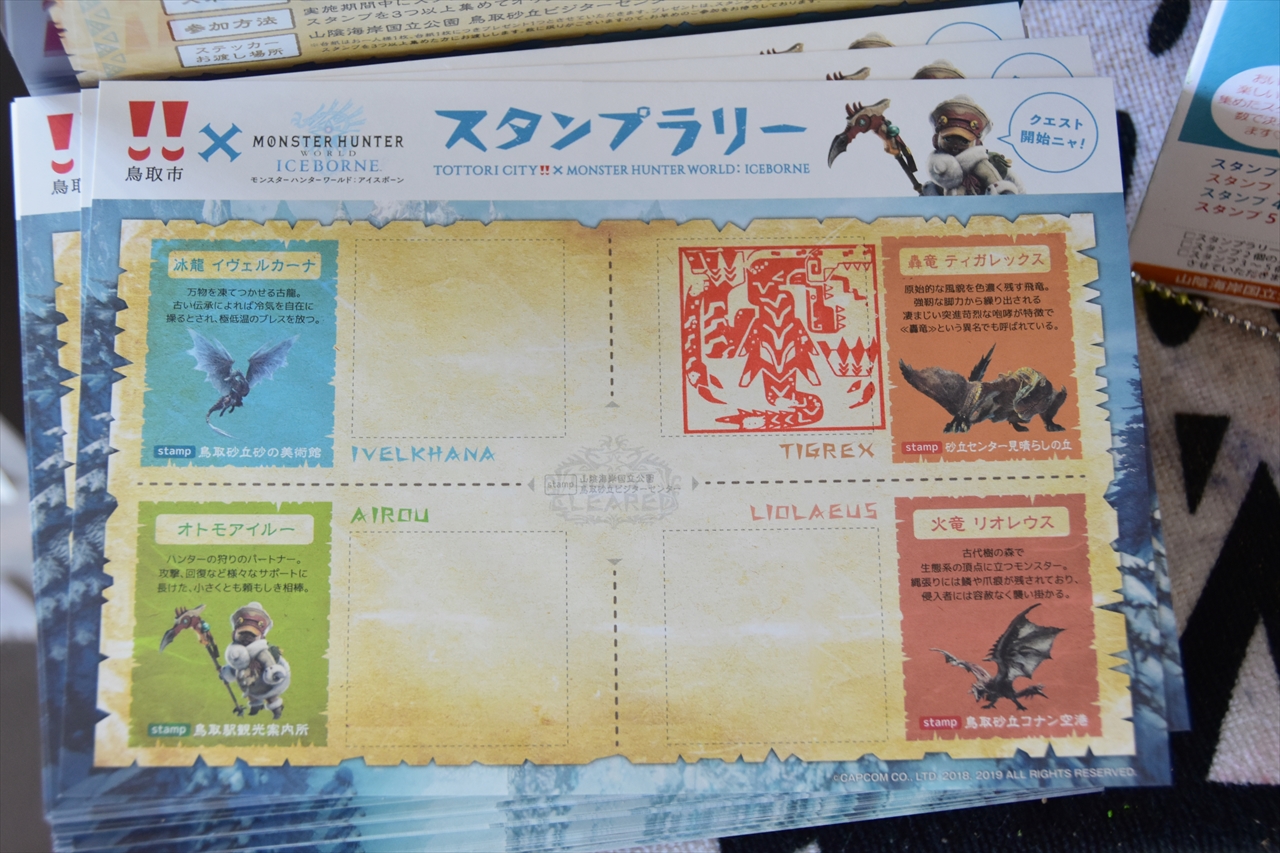 参加方法
スタンプを3つ以上集めて
山陰海岸国立公園 鳥取砂丘ビジターセンター
ステッカー
お渡し場所
!!
鳥取市
×
MONSTER HUNTER
WORLD
ICEBORNE
モンスターハンターワールド:アイスボーン
スタンプラリー
TOTTORI CITY!! × MONSTER HUNTER WORLD: ICEBORNE
クエスト
開始ニャ!
氷龍 イヴェルカーナ
万物を凍てつかせる古龍。
古い伝承によれば冷気を自在に
操るとされ、極低温のブレスを放つ。
stamp 鳥取砂丘砂の美術館
IVELKHANA
轟竜 ティガレックス
原始的な風貌を色濃く残す飛竜。
強靭な脚力から繰り出される
凄まじい突進苛烈な咆哮が特徴で
≪轟竜≫という異名でも呼ばれている。
stamp 砂丘センター見晴らしの丘
TIGREX
stamp
山陰海岸国立公園
鳥取砂丘ビジターセンター
CLEARED
オトモアイルー
ハンターの狩りのパートナー。
攻撃、回復など様々なサポートに
長けた、小さくとも頼もしき相棒。
stamp 鳥取駅観光案内所
AIROU
LIOLAEUS
火竜 リオレウス
古代樹の森で
生態系の頂点に立つモンスター。
縄張りには鱗や爪痕が残されており、
侵入者には容赦なく襲い掛かる。
stamp 鳥取砂丘コナン空港
©CAPCOM CO., LTD. 2018, 2019 ALL RIGHTS RESERVED.
スタンプ
スタンプ
スタンプ
スタンプ 5
山陰海岸国立